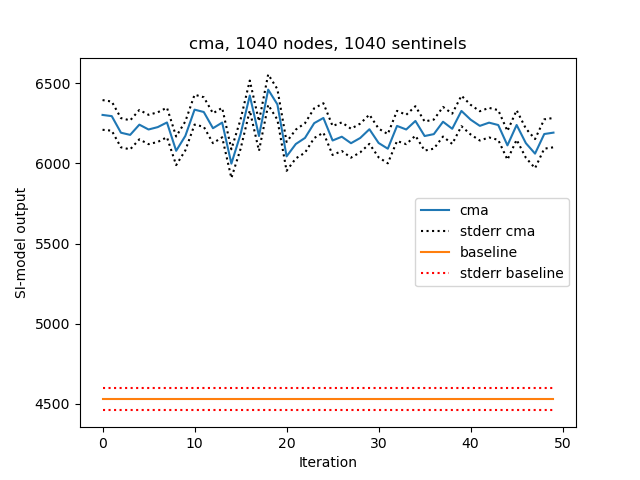 cma, 1040 nodes, 1040 sentinels
SI-model output
6500
6000
5500
5000
4500
cma
stderr cma
baseline
stderr baseline
0 10 20 30 40 50
Iteration